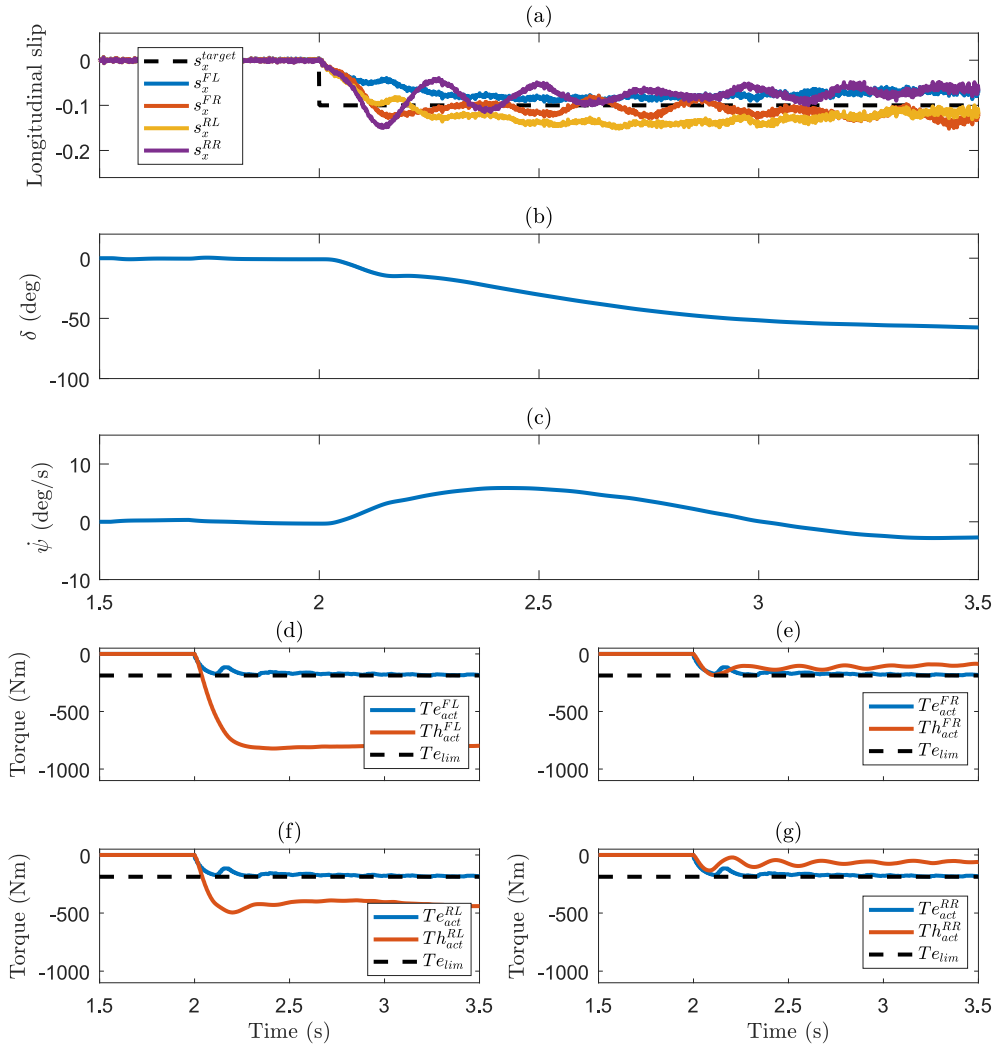 (a)
Longitudinal slip
0
-0.1
-0.2
s_x^{target}
s_x^{FL}
s_x^{FR}
s_x^{RL}
s_x^{RR}
(b)
δ (deg)
0
-50
-100
(c)
ψ̇ (deg/s)
10
0
-10
1.5 2 2.5 3 3.5
(d)
Torque (Nm)
0
-500
-1000
Te_{act}^{FL}
Th_{act}^{FL}
Te_{lim}
(e)
0
-500
-1000
Te_{act}^{FR}
Th_{act}^{FR}
Te_{lim}
(f)
Torque (Nm)
0
-500
-1000
Te_{act}^{RL}
Th_{act}^{RL}
Te_{lim}
1.5 2 2.5 3 3.5
Time (s)
(g)
Torque (Nm)
0
-500
-1000
Te_{act}^{RR}
Th_{act}^{RR}
Te_{lim}
1.5 2 2.5 3 3.5
Time (s)